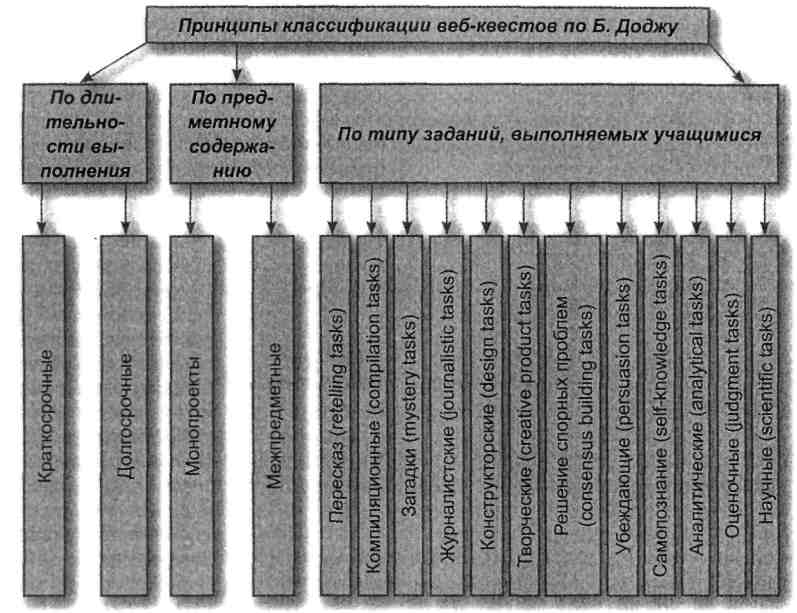 Принципы классификации веб-квестов по Б. Доджу
По дли-
тельно-
сти вы-
полнения
По пред-
метному
содержа-
нию
По типу заданий, выполняемых учащимися
Краткосрочные
Долгосрочные
Монопроекты
Межпредметные
Пересказ (retelling tasks)
Компиляционные (compilation tasks)
Загадки (mystery tasks)
Журналистские (journalistic tasks)
Конструкторские (design tasks)
Творческие (creative product tasks)
Решение спорных проблем
(consensus building tasks)
Убеждающие (persuasion tasks)
Самопознание (self-knowledge tasks)
Аналитические (analytical tasks)
Оценочные (judgment tasks)
Научные (scientific tasks)